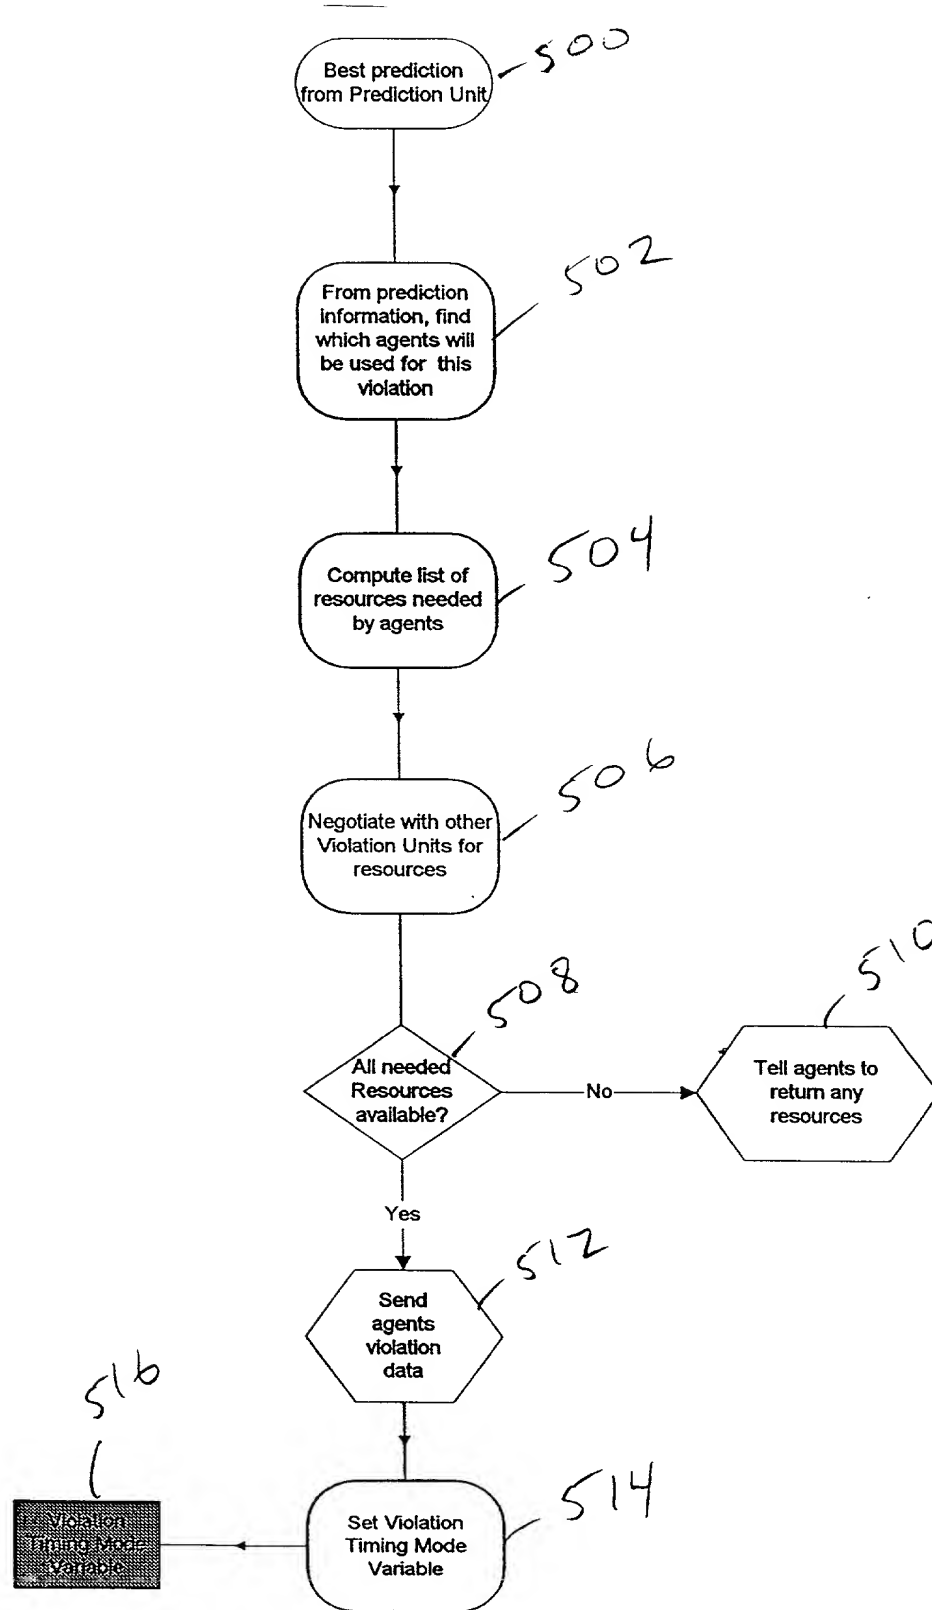 Best prediction
from Prediction Unit
500
From prediction
information, find
which agents will
be used for this
violation
502
Compute list of
resources needed
by agents
504
Negotiate with other
Violation Units for
resources
506
All needed
Resources
available?
508
No
Tell agents to
return any
resources
510
Yes
Send
agents
violation
data
512
Set Violation
Timing Mode
Variable
514
Violation
Timing Mode
Variable
516